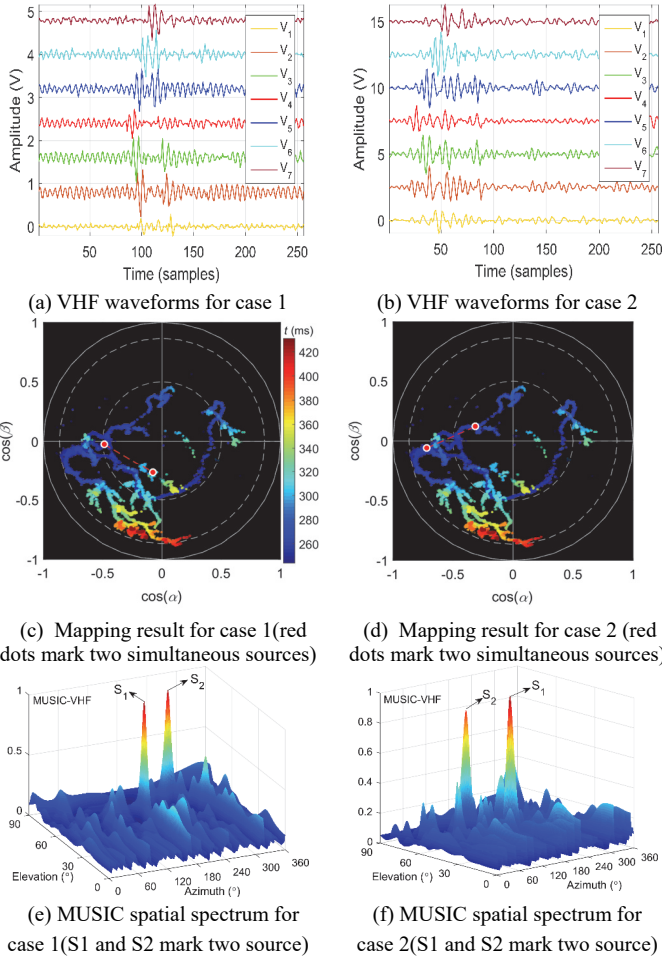 5
4
3
2
1
0
Amplitude (V)
50 100 150 200 250
Time (samples)
V1
V2
V3
V4
V5
V6
V7
15
10
5
0
Amplitude (V)
50 100 150 200 250
Time (samples)
V1
V2
V3
V4
V5
V6
V7
(a) VHF waveforms for case 1
(b) VHF waveforms for case 2
1
0.5
0
-0.5
-1
cos(β)
-1 -0.5 0 0.5 1
cos(α)
t (ms)
420
400
380
360
340
320
300
280
260
1
0.5
0
-0.5
-1
cos(β)
-1 -0.5 0 0.5 1
cos(α)
(c) Mapping result for case 1(red
dots mark two simultaneous sources)
(d) Mapping result for case 2 (red
dots mark two simultaneous sources)
MUSIC-VHF
S1
S2
1
0.5
0
90
60
30
0
Elevation (°)
0 60 120 180 240 300 360
Azimuth (°)
MUSIC-VHF
S2
S1
1
0.8
0.6
0.4
0.2
0
90
60
30
0
Elevation (°)
0 60 120 180 240 300 360
Azimuth (°)
(e) MUSIC spatial spectrum for
case 1(S1 and S2 mark two source)
(f) MUSIC spatial spectrum for
case 2(S1 and S2 mark two source)